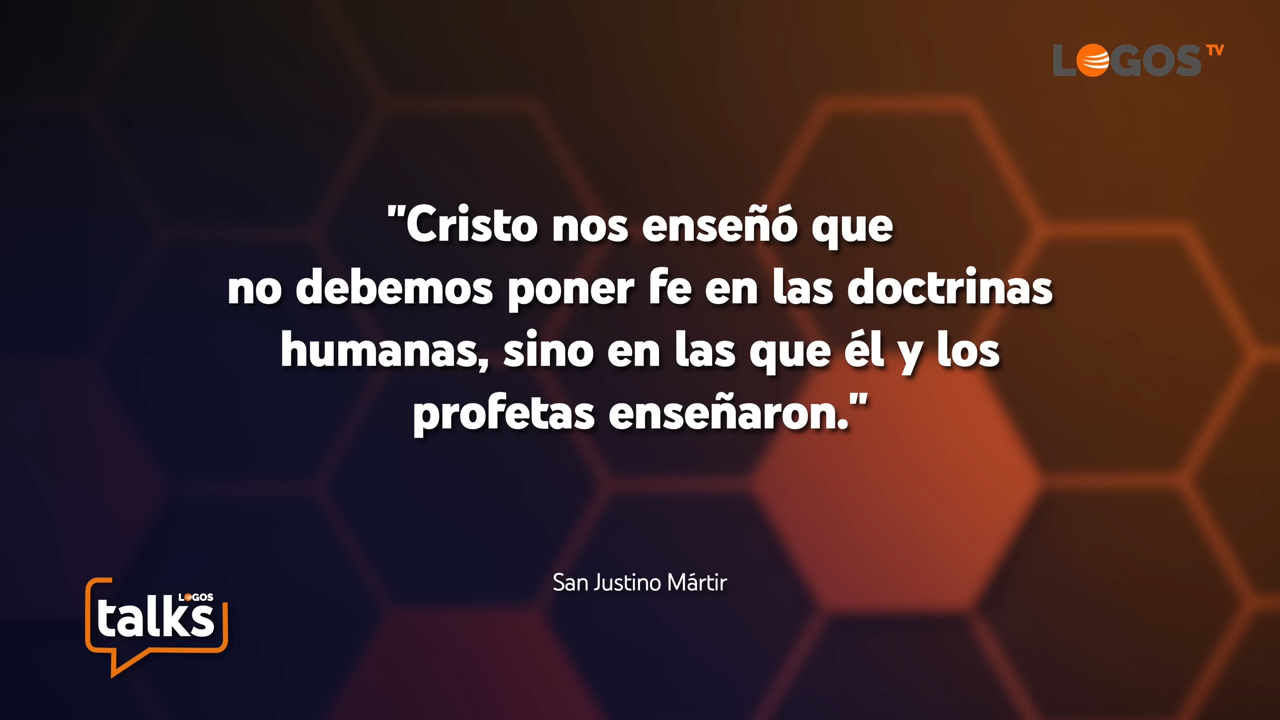 LOGOS TV
"Cristo nos enseñó que
no debemos poner fe en las doctrinas
humanas, sino en las que él y los
profetas enseñaron."
San Justino Mártir
LOGOS
talks